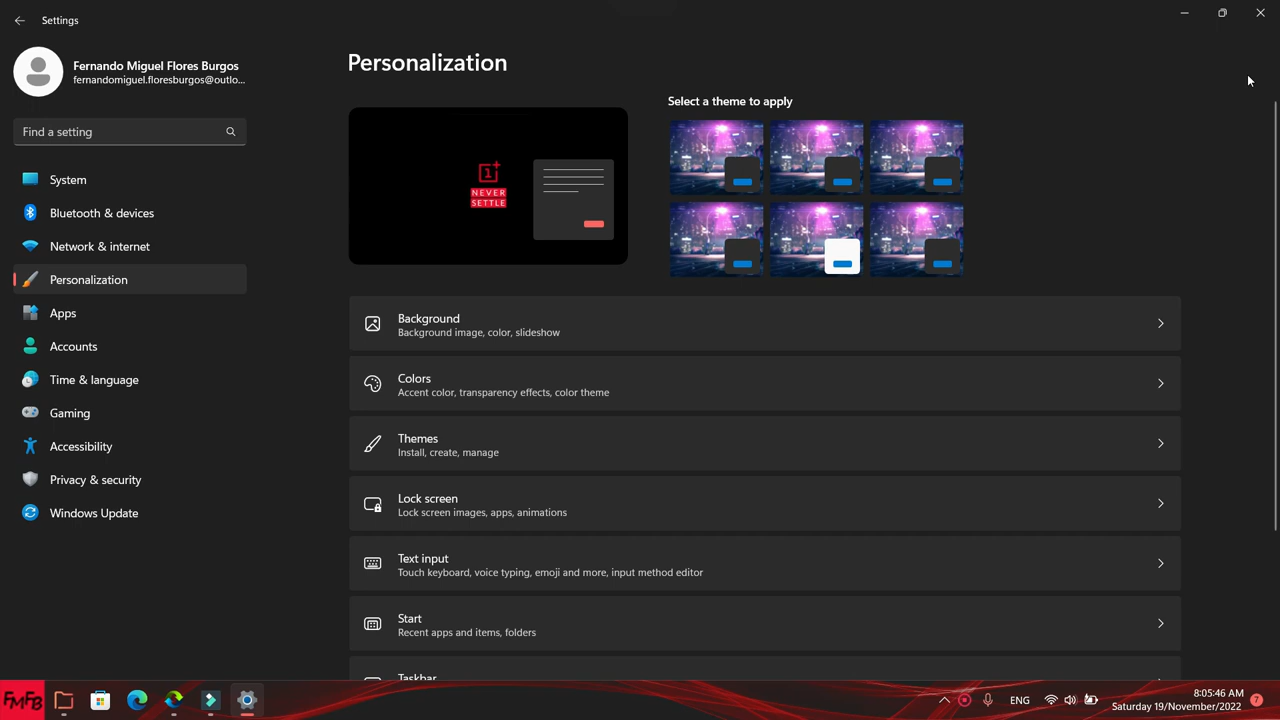 Settings
Fernando Miguel Flores Burgos
fernandomiguel.floresburgos@outlo...
Find a setting
System
Bluetooth & devices
Network & internet
Personalization
Apps
Accounts
Time & language
Gaming
Accessibility
Privacy & security
Windows Update
Personalization
1+
NEVER
SETTLE
Select a theme to apply
Background
Background image, color, slideshow
Colors
Accent color, transparency effects, color theme
Themes
Install, create, manage
Lock screen
Lock screen images, apps, animations
Text input
Touch keyboard, voice typing, emoji and more, input method editor
Start
Recent apps and items, folders
Taskbar
FMFB
ENG
8:05:46 AM
Saturday 19/November/2022
7